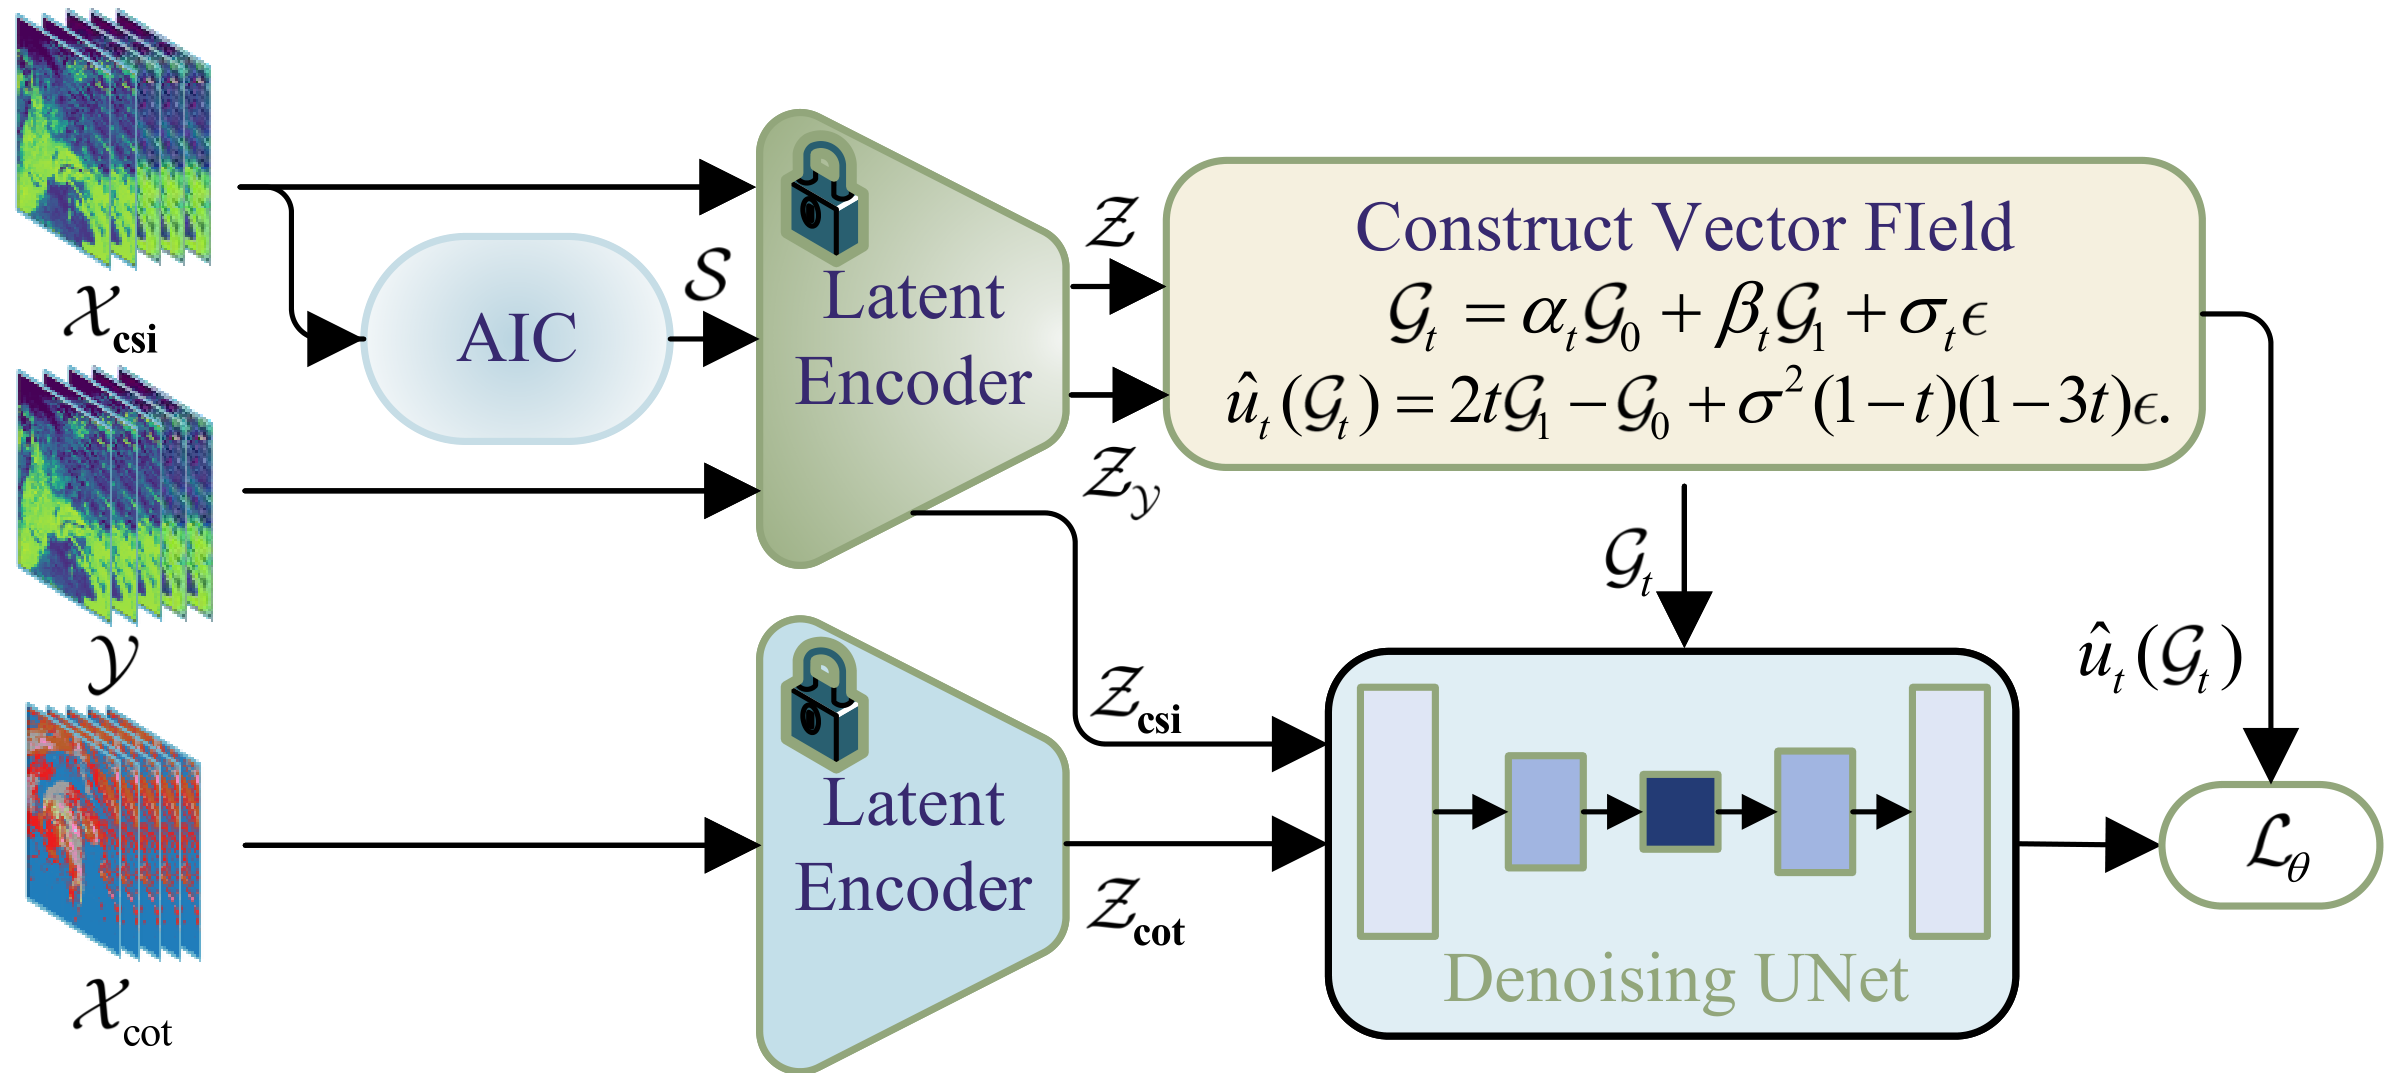 𝒳csi
AIC
𝒮
Latent
Encoder
𝒵
𝒵𝒴
Construct Vector FIeld
𝒢t = αt𝒢0 + βt𝒢1 + σtϵ
ût(𝒢t) = 2t𝒢1 − 𝒢0 + σ²(1−t)(1−3t)ϵ.
𝒴
𝒢t
ût(𝒢t)
𝒵csi
Latent
Encoder
𝒵cot
Denoising UNet
ℒθ
𝒳cot